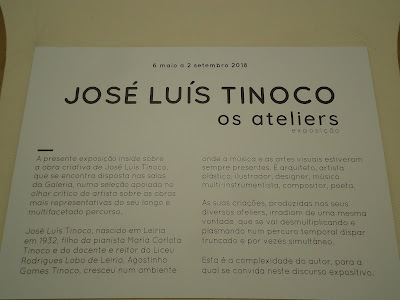 6 maio a 2 setembro 2018
JOSÉ LUÍS TINOCO
os ateliers
exposição
A presente exposição inside sobre
a obra criativa de José Luís Tinoco,
que se encontra disposta nas salas
da Galeria, numa seleção apoiada no
olhar crítico do artista sobre as obras
mais representativas do seu longo e
multifacetado percurso.
José Luís Tinoco, nascido em Leiria
em 1932, filho da pianista Maria Carlota
Tinoco e do docente e reitor do Liceu
Rodrigues Lobo de Leiria, Agostinho
Gomes Tinoco, cresceu num ambiente
onde a música e as artes visuais estiveram
sempre presentes. É arquiteto, artista
plástico, ilustrador, designer, músico
multi-instrumentista, compositor, poeta.
As suas criações, produzidas nos seus
diversos ateliers, irradiam de uma mesma
vontade, que se vai desmultiplicando e
plasmando num percurso temporal díspar
truncado e por vezes simultâneo.
Esta é a complexidade do autor, para a
qual se convida neste discurso expositivo.